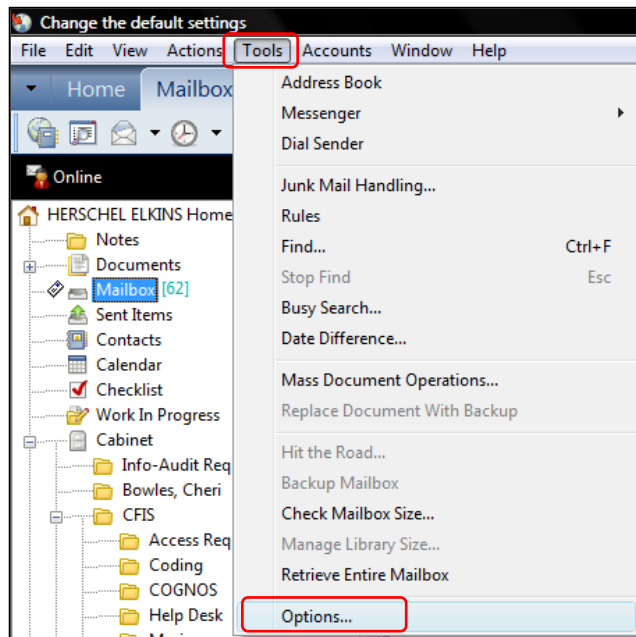 Change the default settings
File Edit View Actions Tools Accounts Window Help
Home Mailbox
Online
HERSCHEL ELKINS Home
Notes
Documents
Mailbox [62]
Sent Items
Contacts
Calendar
Checklist
Work In Progress
Cabinet
Info-Audit Req
Bowles, Cheri
CFIS
Access Req
Coding
COGNOS
Help Desk
Address Book
Messenger
Dial Sender
Junk Mail Handling...
Rules
Find... Ctrl+F
Stop Find Esc
Busy Search...
Date Difference...
Mass Document Operations...
Replace Document With Backup
Hit the Road...
Backup Mailbox
Check Mailbox Size...
Manage Library Size...
Retrieve Entire Mailbox
Options...